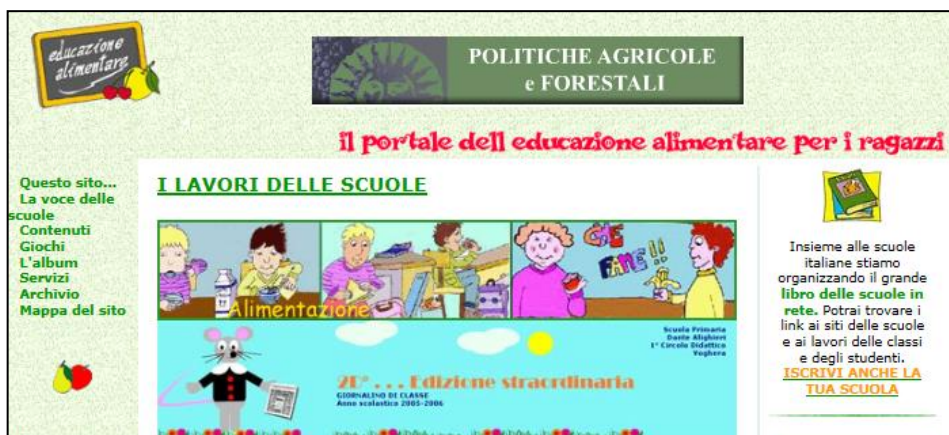 educazione
alimentare
POLITICHE AGRICOLE
e FORESTALI
il portale dell educazione alimentare per i ragazzi
Questo sito...
La voce delle
scuole
Contenuti
Giochi
L'album
Servizi
Archivio
Mappa del sito
I LAVORI DELLE SCUOLE
CHE
FAME!!
Alimentazione
Scuola Primaria
Dante Alighieri
1° Circolo Didattico
Voghera
2B° . . . Edizione straordinaria
GIORNALINO DI CLASSE
Anno scolastico 2005-2006
Insieme alle scuole
italiane stiamo
organizzando il grande
libro delle scuole in
rete. Potrai trovare i
link ai siti delle scuole
e ai lavori delle classi
e degli studenti.
ISCRIVI ANCHE LA
TUA SCUOLA